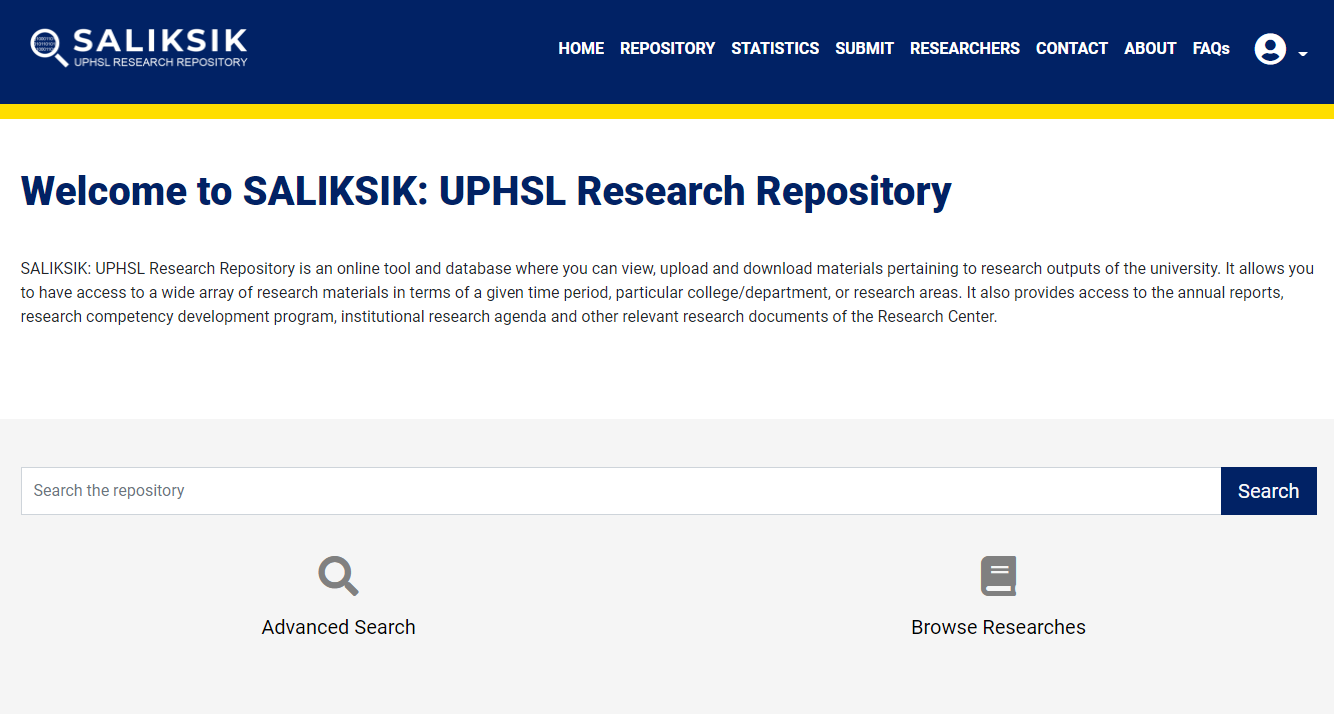 SALIKSIK
UPHSL RESEARCH REPOSITORY
HOME REPOSITORY STATISTICS SUBMIT RESEARCHERS CONTACT ABOUT FAQs
Welcome to SALIKSIK: UPHSL Research Repository
SALIKSIK: UPHSL Research Repository is an online tool and database where you can view, upload and download materials pertaining to research outputs of the university. It allows you
to have access to a wide array of research materials in terms of a given time period, particular college/department, or research areas. It also provides access to the annual reports,
research competency development program, institutional research agenda and other relevant research documents of the Research Center.
Search the repository
Search
Advanced Search
Browse Researches